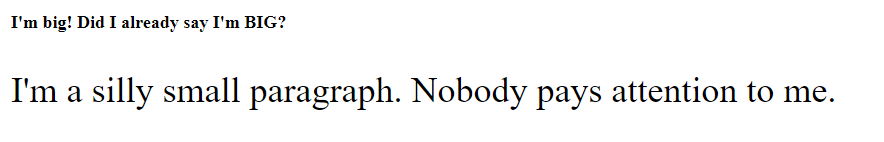 I'm big! Did I already say I'm BIG?
I'm a silly small paragraph. Nobody pays attention to me.